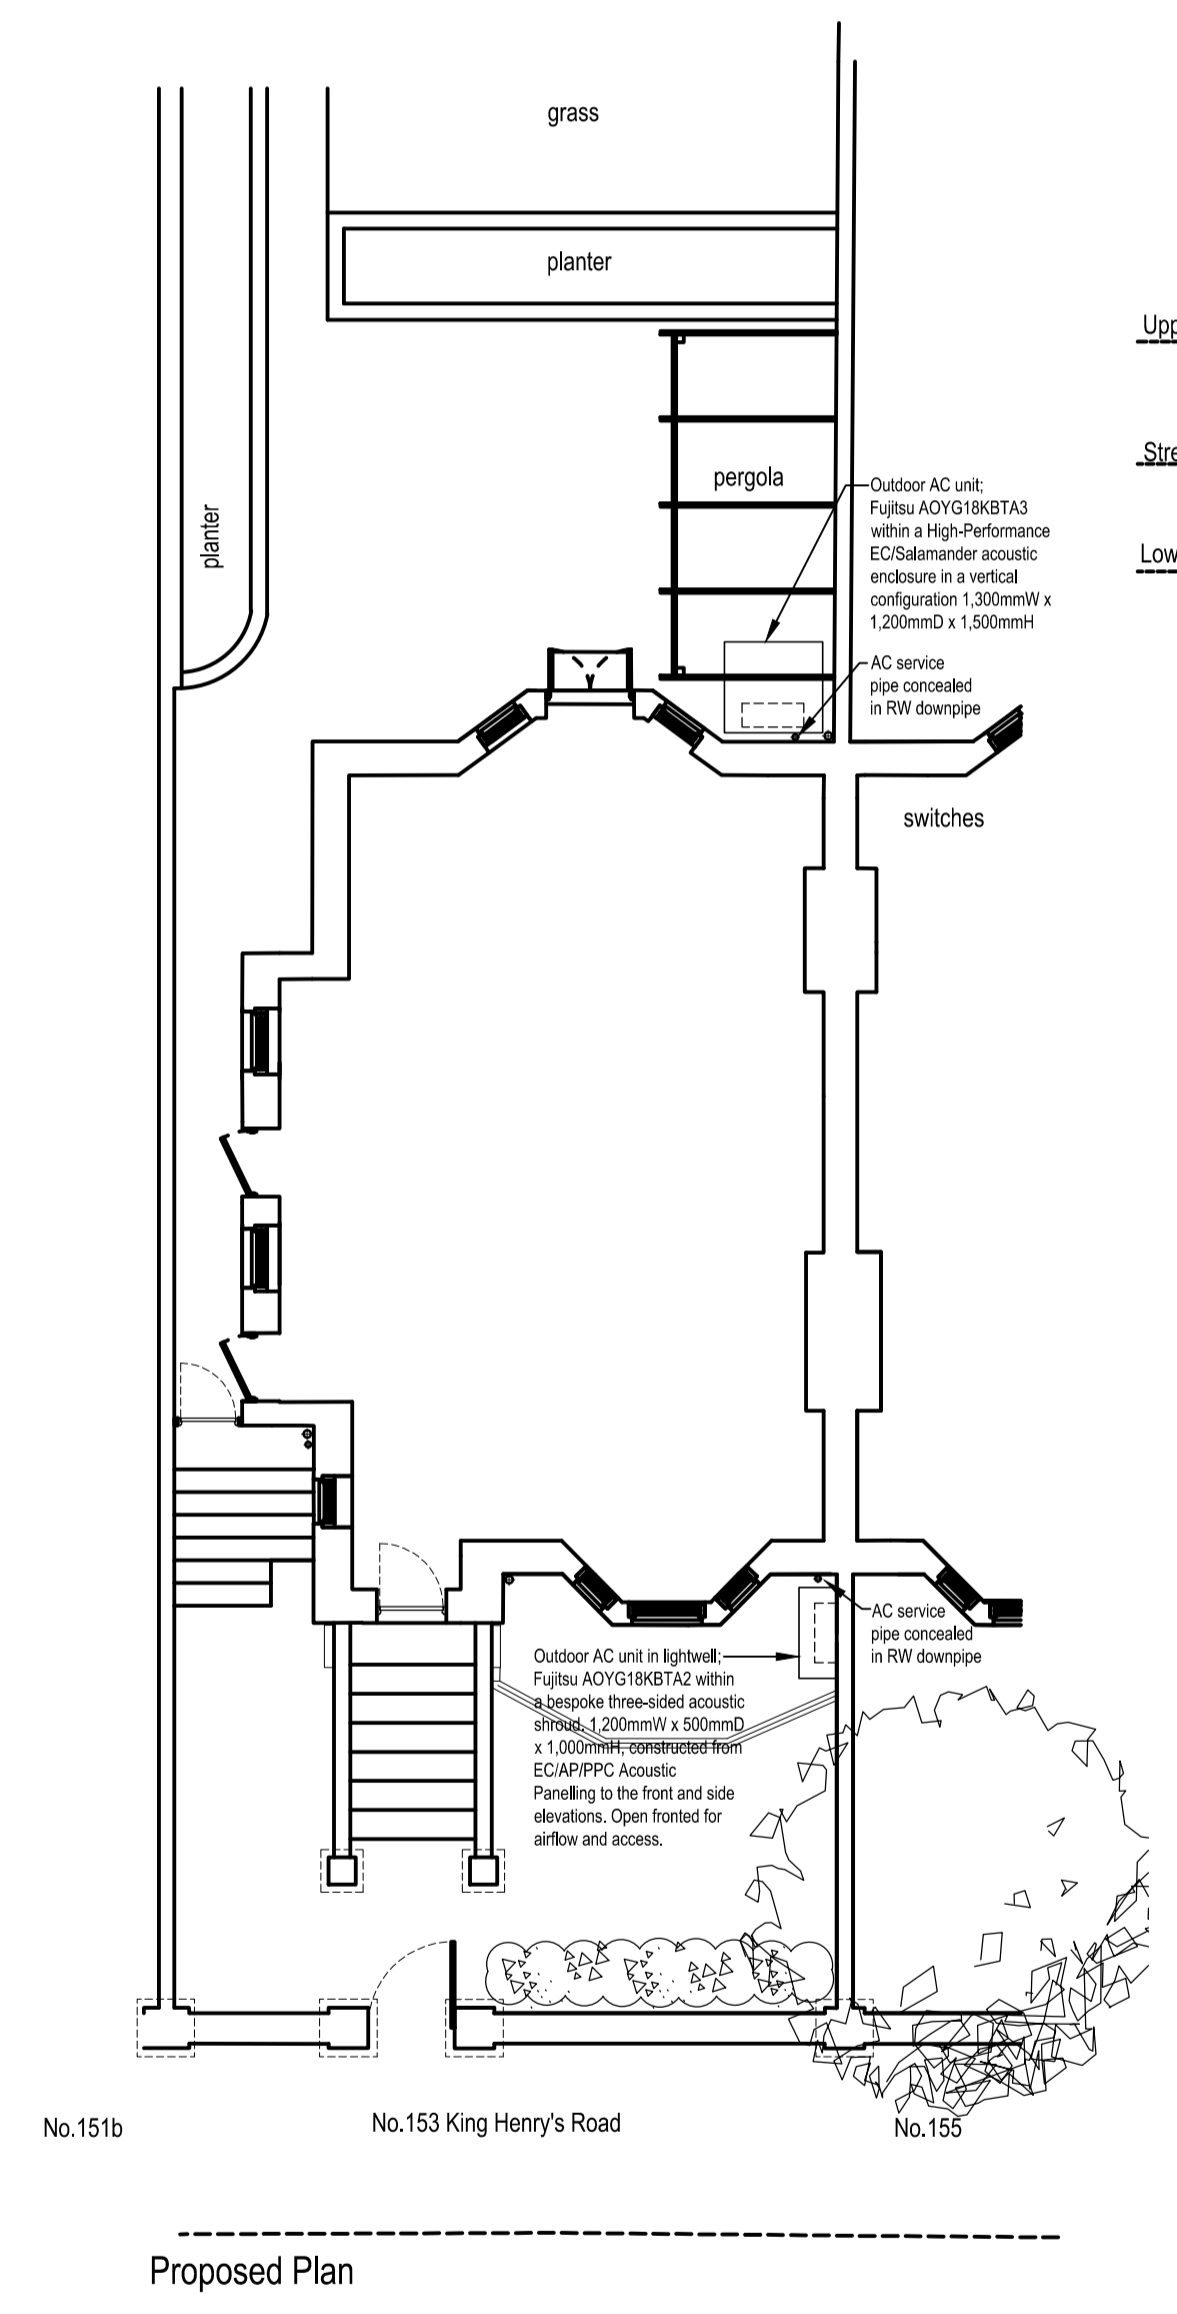 grass
planter
Upp
Stre
pergola
Outdoor AC unit;
Fujitsu AOYG18KBTA3
within a High-Performance
EC/Salamander acoustic
enclosure in a vertical
configuration 1,300mmW x
1,200mmD x 1,500mmH
Low
planter
AC service
pipe concealed
in RW downpipe
switches
AC service
pipe concealed
in RW downpipe
Outdoor AC unit in lightwell;
Fujitsu AOYG18KBTA2 within
a bespoke three-sided acoustic
shroud. 1,200mmW x 500mmD
x 1,000mmH, constructed from
EC/AP/PPC Acoustic
Panelling to the front and side
elevations. Open fronted for
airflow and access.
No.151b
No.153 King Henry's Road
No.155
Proposed Plan